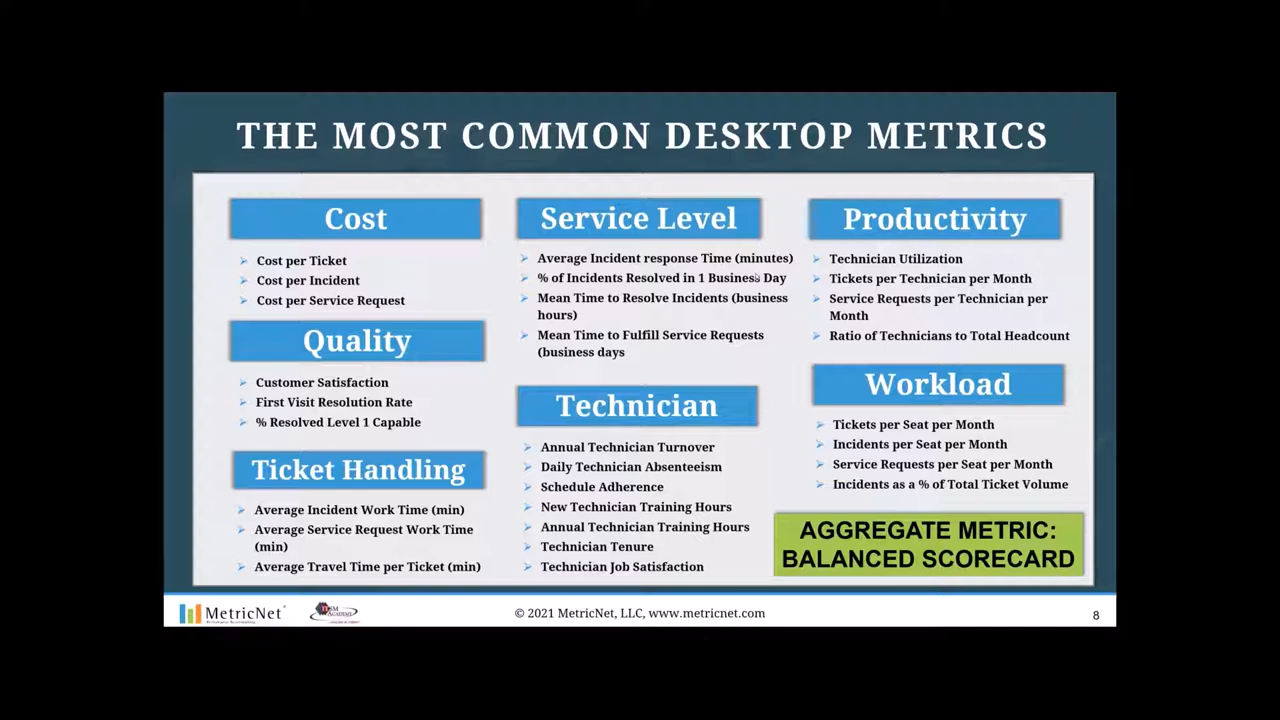 THE MOST COMMON DESKTOP METRICS
Cost
Cost per Ticket
Cost per Incident
Cost per Service Request
Quality
Customer Satisfaction
First Visit Resolution Rate
% Resolved Level 1 Capable
Ticket Handling
Average Incident Work Time (min)
Average Service Request Work Time
(min)
Average Travel Time per Ticket (min)
Service Level
Average Incident response Time (minutes)
% of Incidents Resolved in 1 Business Day
Mean Time to Resolve Incidents (business
hours)
Mean Time to Fulfill Service Requests
(business days
Technician
Annual Technician Turnover
Daily Technician Absenteeism
Schedule Adherence
New Technician Training Hours
Annual Technician Training Hours
Technician Tenure
Technician Job Satisfaction
Productivity
Technician Utilization
Tickets per Technician per Month
Service Requests per Technician per
Month
Ratio of Technicians to Total Headcount
Workload
Tickets per Seat per Month
Incidents per Seat per Month
Service Requests per Seat per Month
Incidents as a % of Total Ticket Volume
AGGREGATE METRIC:
BALANCED SCORECARD
MetricNet
© 2021 MetricNet, LLC, www.metricnet.com
8